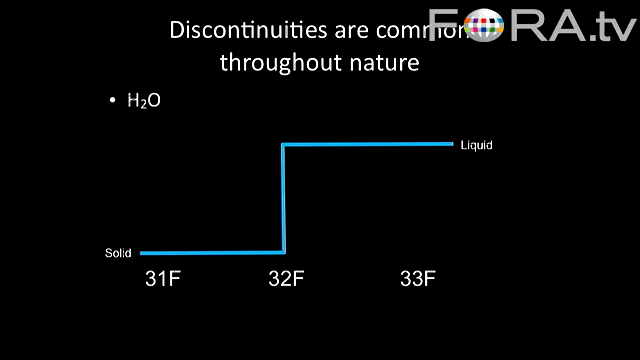 Discontinuities are common
throughout nature
FORA.tv
• H₂O
Liquid
Solid
31F 32F 33F